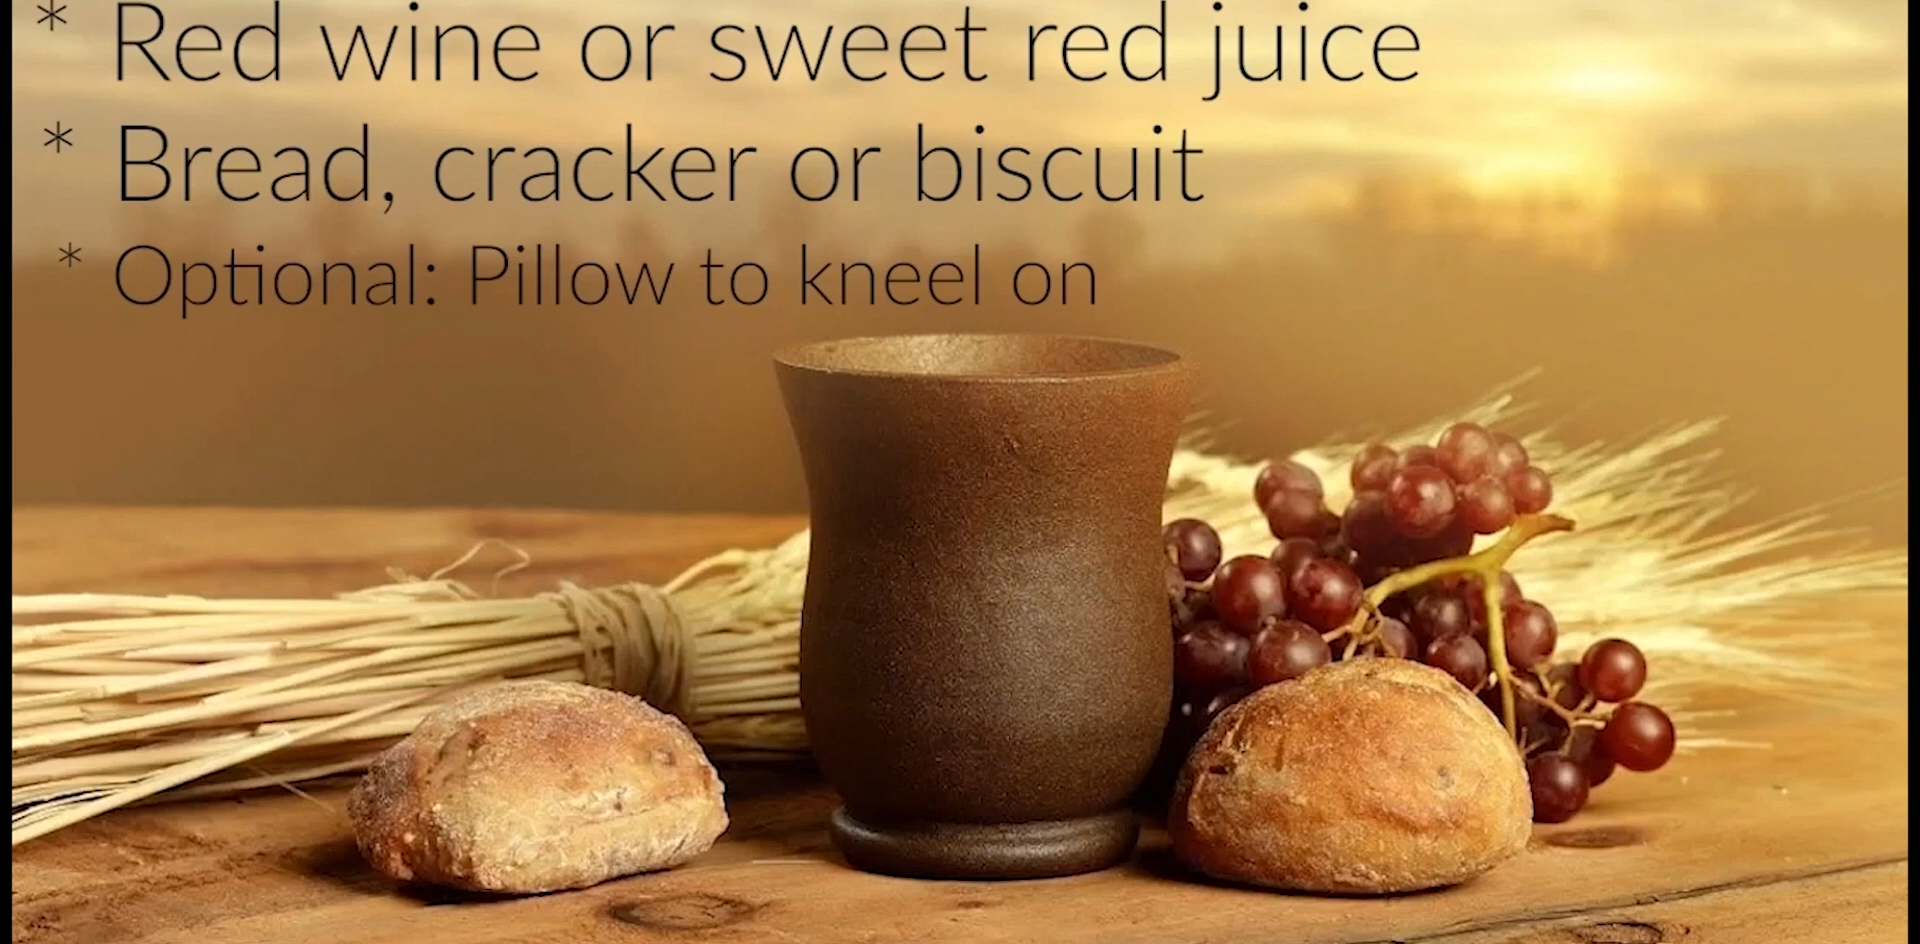 * Red wine or sweet red juice
* Bread, cracker or biscuit
* Optional: Pillow to kneel on